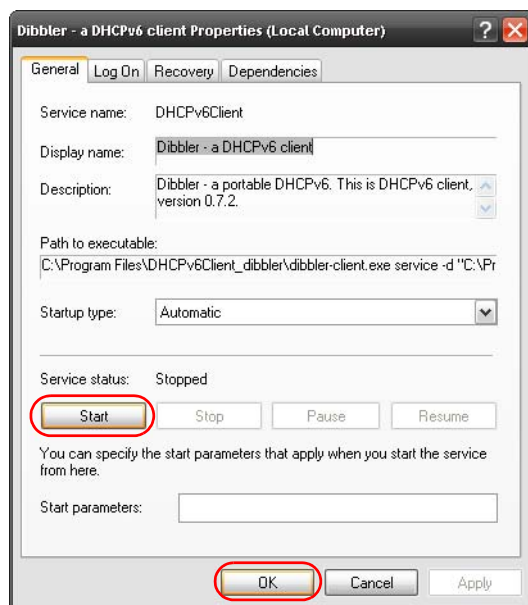 Dibbler - a DHCPv6 client Properties (Local Computer)
General Log On Recovery Dependencies
Service name: DHCPv6Client
Display name: Dibbler - a DHCPv6 client
Description: Dibbler - a portable DHCPv6. This is DHCPv6 client,
version 0.7.2.
Path to executable:
C:\Program Files\DHCPv6Client_dibbler\dibbler-client.exe service -d "C:\Pr
Startup type: Automatic
Service status: Stopped
Start Stop Pause Resume
You can specify the start parameters that apply when you start the service
from here.
Start parameters:
OK Cancel Apply